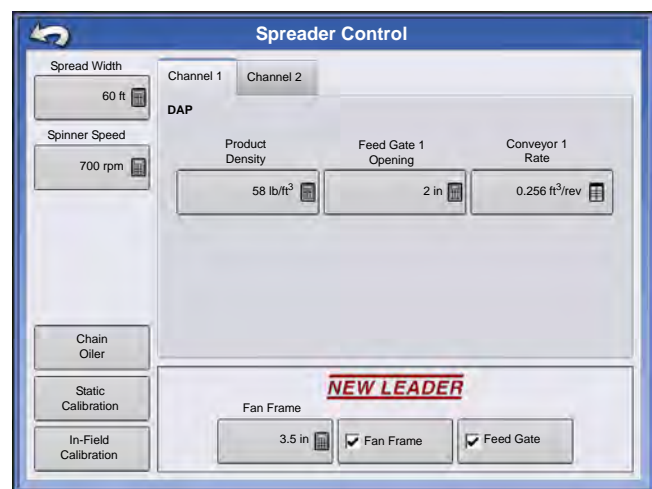 Spreader Control
Spread Width
60 ft
Spinner Speed
700 rpm
Channel 1
Channel 2
DAP
Product
Density
58 lb/ft³
Feed Gate 1
Opening
2 in
Conveyor 1
Rate
0.256 ft³/rev
Chain
Oiler
Static
Calibration
In-Field
Calibration
NEW LEADER
Fan Frame
3.5 in
Fan Frame
Feed Gate